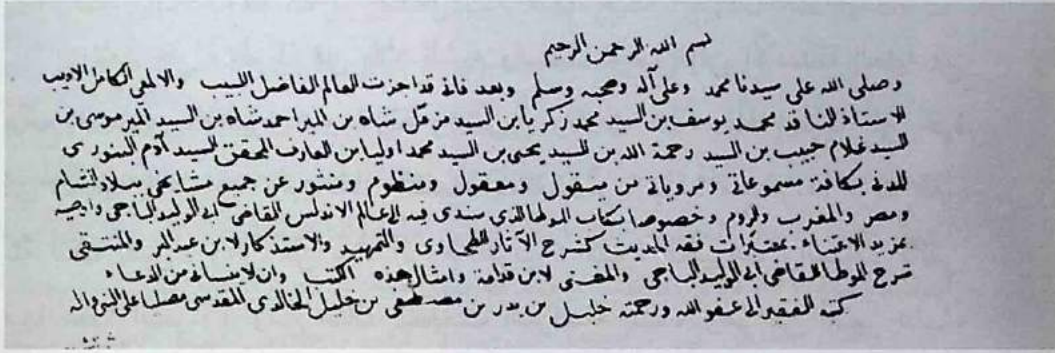 بسم الله الرحمن الرحيم
وصلى الله على سيدنا محمد وعلى آله وصحبه وسلم وبعد فاني قد اجزت العالم الفاضل اللبيب والالمعي الكامل الاديب
الاستاذ الناقد محمد يوسف بن السيد محمد زكريا بن السيد مزمّل شاه بن المير احمد شاه بن السيد المير موسى بن
السيد غلام حبيب بن السيد رحمة الله بن السيد يحيى بن السيد محمد اوليا بن العارف المحقق السيد آدم البنوري
المدني بكافة مسموعاتي ومروياتي من منقول ومعقول ومنظوم ومنثور عن جميع مشايخي ببلاد الشام
ومصر والمغرب والروم وخصوصا بكتاب الموطا الذي سندي فيه الى عالم الاندلس القاضي ابي الوليد الباجي واوصيه
بمزيد الاعتناء بمعتبرات فقه الحديث كشرح الآثار للطحاوي والتمهيد والاستذكار لابن عبد البر والمنتقى
شرح الموطا للقاضي ابي الوليد الباجي والمغني لابن قدامة وامثال هذه الكتب وان لا ينساني من الدعاء
كتبه الفقير الى عفو الله ورحمته خليل بن بدر بن مصطفى بن خليل الخالدي المقدسي مصليا على النبي واله